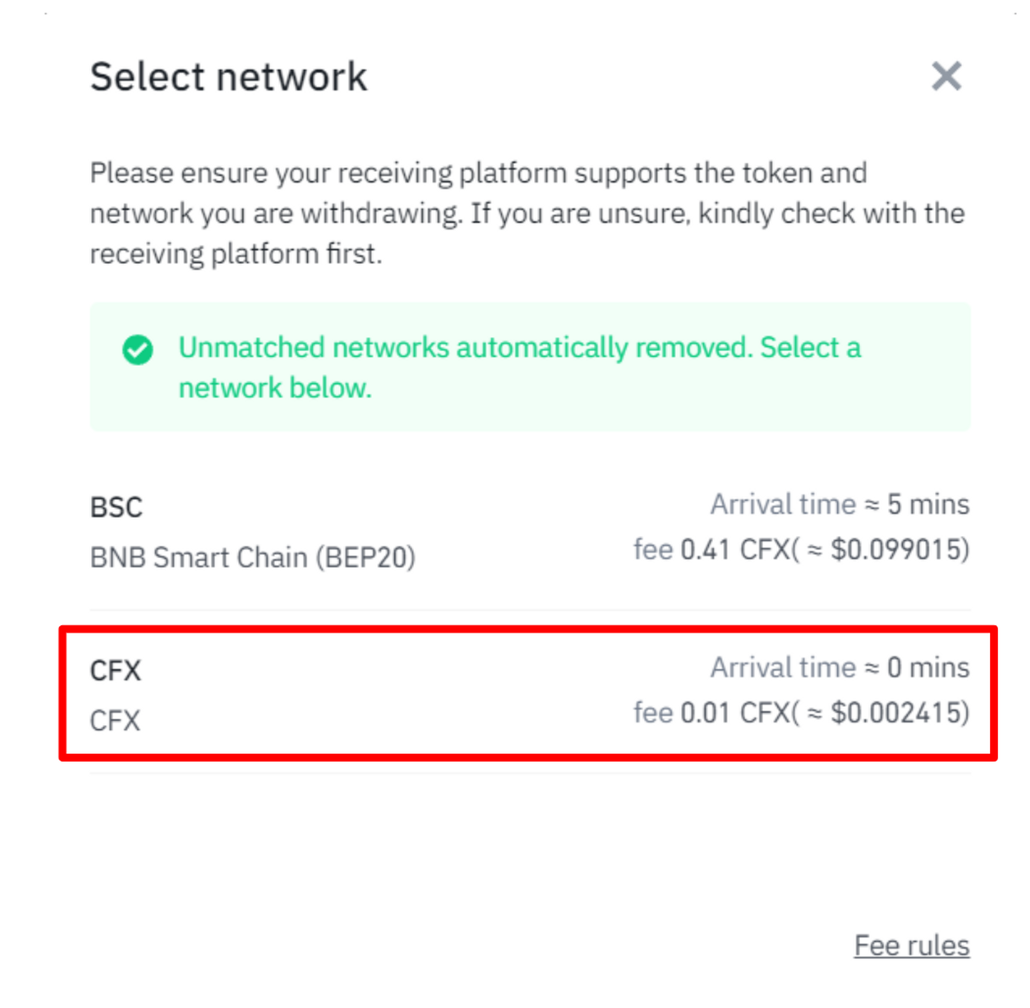 Select network
Please ensure your receiving platform supports the token and
network you are withdrawing. If you are unsure, kindly check with the
receiving platform first.
Unmatched networks automatically removed. Select a
network below.
BSC
Arrival time ≈ 5 mins
BNB Smart Chain (BEP20)
fee 0.41 CFX( ≈ $0.099015)
CFX
Arrival time ≈ 0 mins
CFX
fee 0.01 CFX( ≈ $0.002415)
Fee rules